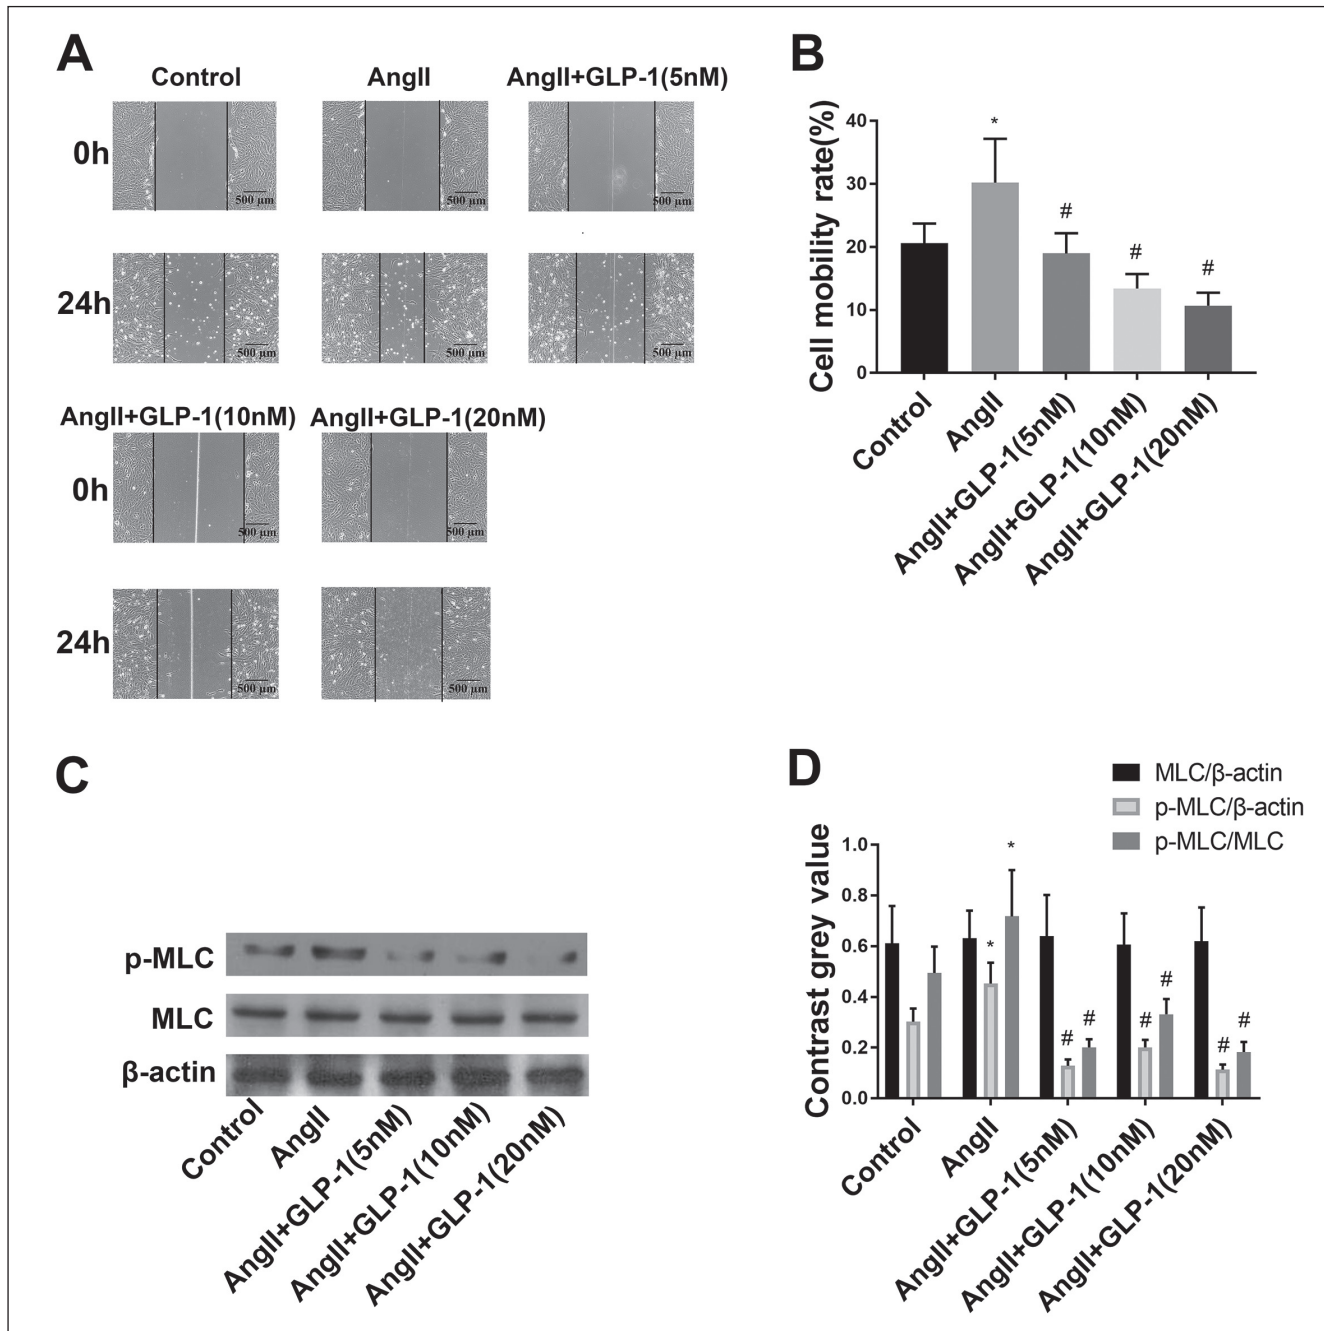 A
Control AngII AngII+GLP-1(5nM)
0h
500 μm 500 μm 500 μm
24h
500 μm 500 μm 500 μm
AngII+GLP-1(10nM) AngII+GLP-1(20nM)
0h
500 μm 500 μm
24h
500 μm 500 μm
B
Cell mobility rate(%)
40
30
20
10
0
*
#
#
#
Control
AngII
AngII+GLP-1(5nM)
AngII+GLP-1(10nM)
AngII+GLP-1(20nM)
C
p-MLC
MLC
β-actin
Control
AngII
AngII+GLP-1(5nM)
AngII+GLP-1(10nM)
AngII+GLP-1(20nM)
D
MLC/β-actin
p-MLC/β-actin
p-MLC/MLC
Contrast grey value
1.0
0.8
0.6
0.4
0.2
0.0
* *
# #
# #
# #
Control
AngII
AngII+GLP-1(5nM)
AngII+GLP-1(10nM)
AngII+GLP-1(20nM)